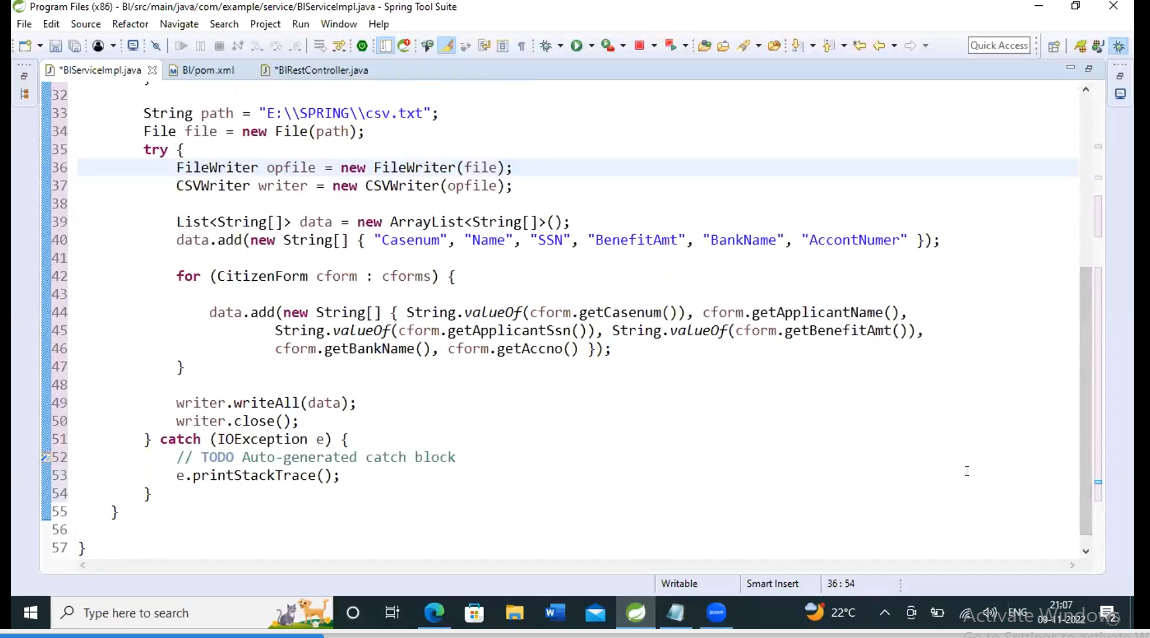 Program Files (x86) - BI/src/main/java/com/example/service/BIServiceImpl.java - Spring Tool Suite
File Edit Source Refactor Navigate Search Project Run Window Help
Quick Access
*BIServiceImpl.java BI/pom.xml *BIRestController.java
32
33 String path = "E:\\SPRING\\csv.txt";
34 File file = new File(path);
35 try {
36 FileWriter opfile = new FileWriter(file);
37 CSVWriter writer = new CSVWriter(opfile);
38
39 List<String[]> data = new ArrayList<String[]>();
40 data.add(new String[] { "Casenum", "Name", "SSN", "BenefitAmt", "BankName", "AccontNumer" });
41
42 for (CitizenForm cform : cforms) {
43
44 data.add(new String[] { String.valueOf(cform.getCasenum()), cform.getApplicantName(),
45 String.valueOf(cform.getApplicantSsn()), String.valueOf(cform.getBenefitAmt()),
46 cform.getBankName(), cform.getAccno() });
47 }
48
49 writer.writeAll(data);
50 writer.close();
51 } catch (IOException e) {
52 // TODO Auto-generated catch block
53 e.printStackTrace();
54 }
55 }
56
57 }
Writable Smart Insert 36 : 54
Type here to search
22°C ENG 21:07
09-11-2022
Activate Windows
Go to Settings to activate W